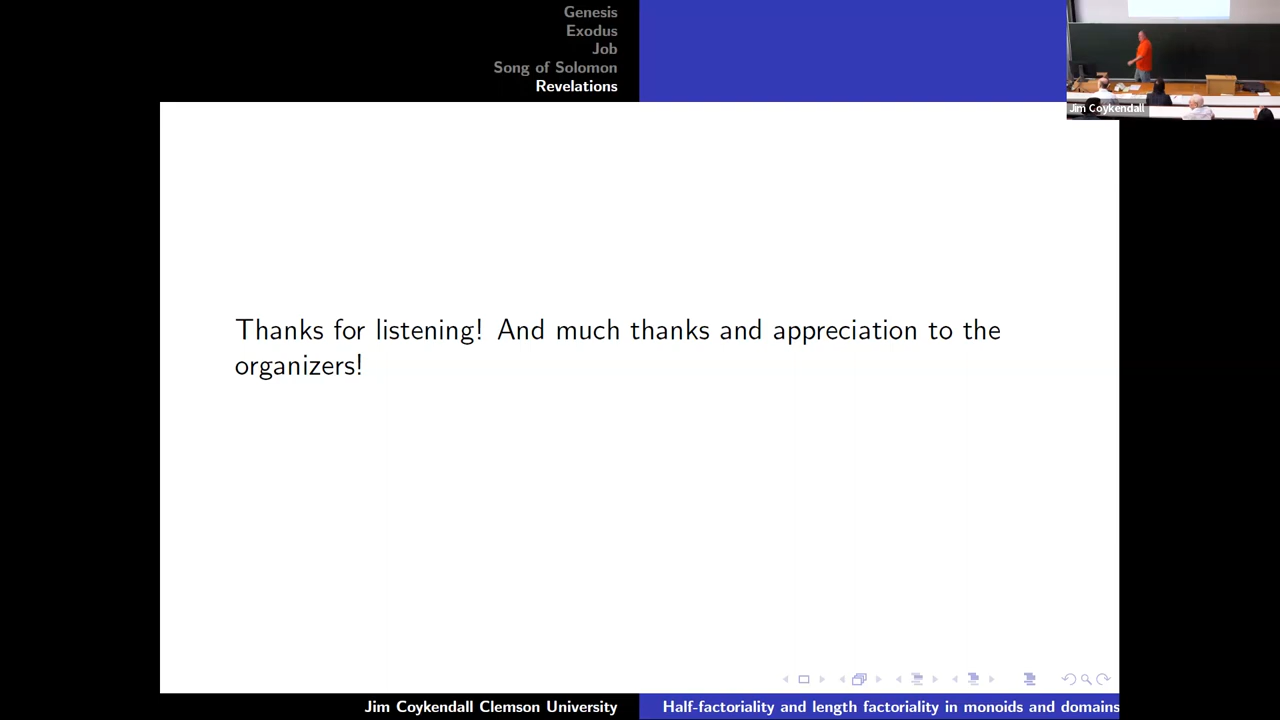 Genesis
Exodus
Job
Song of Solomon
Revelations
Jim Coykendall
Thanks for listening! And much thanks and appreciation to the
organizers!
Jim Coykendall Clemson University
Half-factoriality and length factoriality in monoids and domains